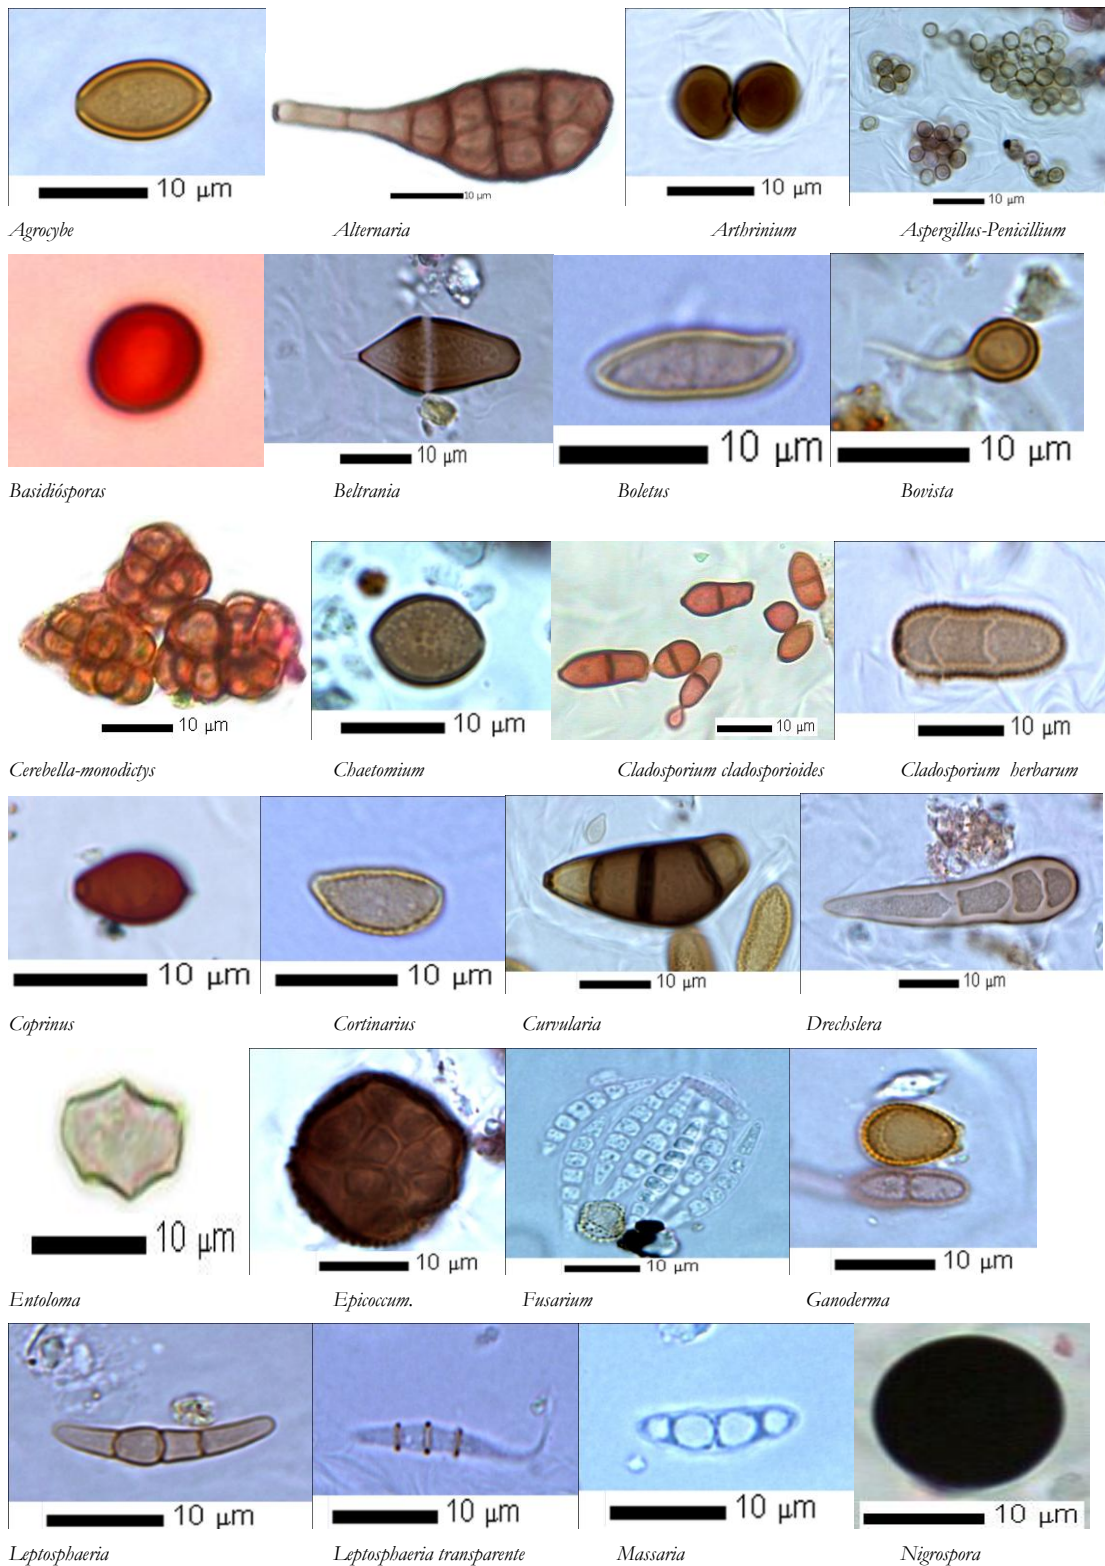 10 μm 10 μm 10 μm 10 μm
Agrocybe Alternaria Arthrinium Aspergillus-Penicillium
10 μm 10 μm 10 μm
Basidiósporas Beltrania Boletus Bovista
10 μm 10 μm 10 μm 10 μm
Cerebella-monodictys Chaetomium Cladosporium cladosporioides Cladosporium herbarum
10 μm 10 μm 10 μm 10 μm
Coprinus Cortinarius Curvularia Drechslera
10 μm 10 μm 10 μm 10 μm
Entoloma Epicoccum. Fusarium Ganoderma
10 μm 10 μm 10 μm 10 μm
Leptosphaeria Leptosphaeria transparente Massaria Nigrospora